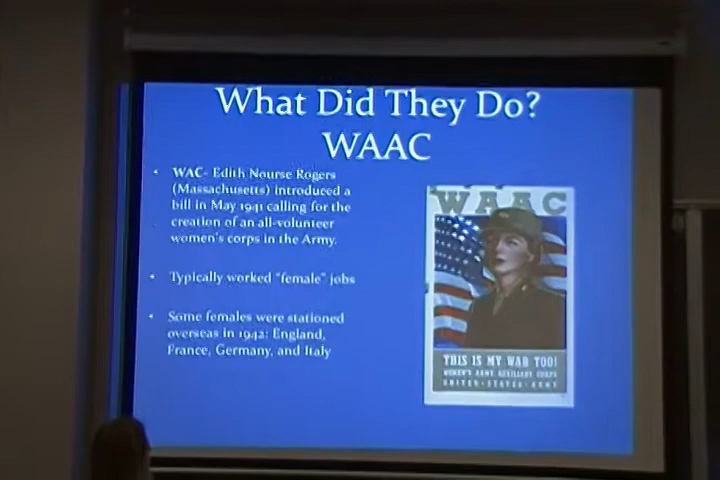 What Did They Do?
WAAC
• WAC- Edith Nourse Rogers
(Massachusetts) introduced a
bill in May 1941 calling for the
creation of an all-volunteer
women's corps in the Army.
• Typically worked "female" jobs
• Some females were stationed
overseas in 1942: England,
France, Germany, and Italy
WAAC
THIS IS MY WAR TOO!
WOMEN'S ARMY AUXILIARY CORPS
UNITED · STATES · ARMY